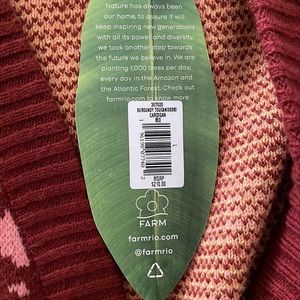 Nature has always been
our home, to assure it will
keep inspiring new generations
with all its power and diversity,
we took another step towards
the future we believe in. We are
planting 1,000 trees per day,
every day in the Amazon and
the Atlantic Forest. Check out
farmrio.com to learn more.
BURGUNDY
CARDIGAN
RED
L
MSRP
$210.00
FARM
farmrio.com
@farmrio